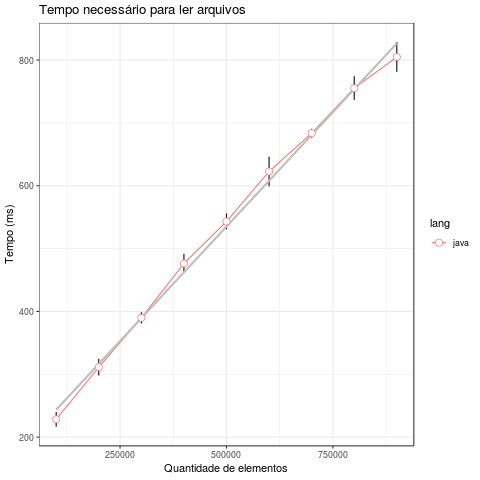 Tempo necessário para ler arquivos
800
600
400
200
Tempo (ms)
250000
500000
750000
Quantidade de elementos
lang
java